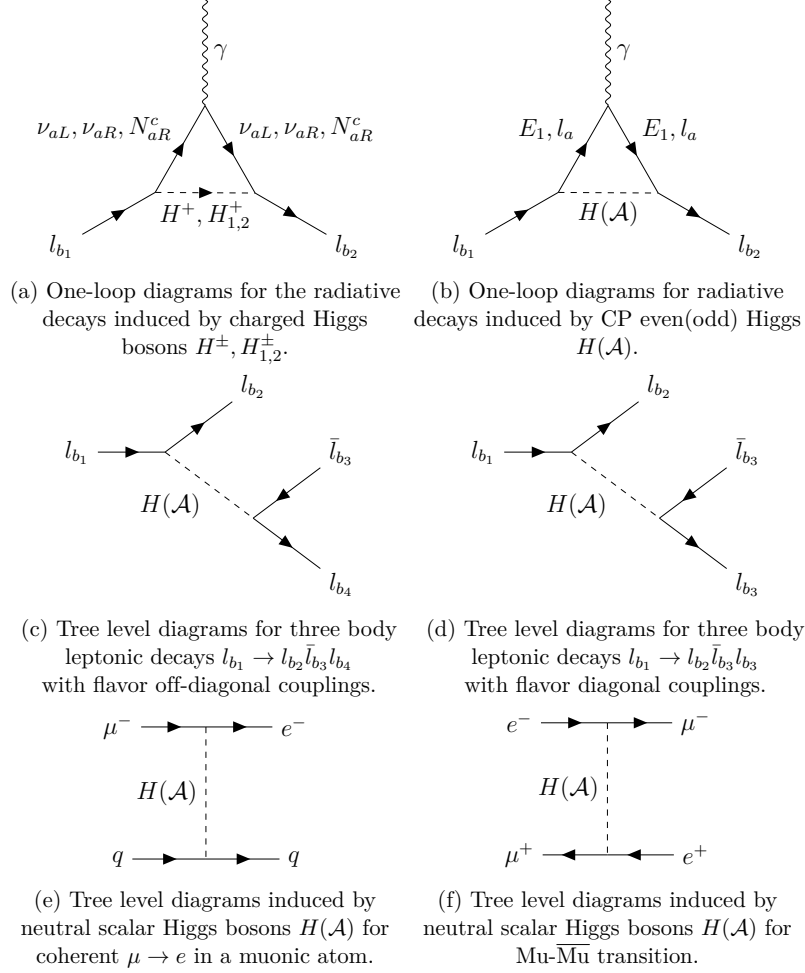 γ
ν_{aL}, ν_{aR}, N^c_{aR}
ν_{aL}, ν_{aR}, N^c_{aR}
H^+, H^+_{1,2}
l_{b_1}
l_{b_2}
(a) One-loop diagrams for the radiative
decays induced by charged Higgs
bosons H^±, H^±_{1,2}.
γ
E_1, l_a
E_1, l_a
H(𝒜)
l_{b_1}
l_{b_2}
(b) One-loop diagrams for radiative
decays induced by CP even(odd) Higgs
H(𝒜).
l_{b_2}
l_{b_1}
l̄_{b_3}
H(𝒜)
l_{b_4}
(c) Tree level diagrams for three body
leptonic decays l_{b_1} → l_{b_2} l̄_{b_3} l_{b_4}
with flavor off-diagonal couplings.
l_{b_2}
l_{b_1}
l̄_{b_3}
H(𝒜)
l_{b_3}
(d) Tree level diagrams for three body
leptonic decays l_{b_1} → l_{b_2} l̄_{b_3} l_{b_3}
with flavor diagonal couplings.
μ^-
e^-
H(𝒜)
q
q
(e) Tree level diagrams induced by
neutral scalar Higgs bosons H(𝒜) for
coherent μ → e in a muonic atom.
e^-
μ^-
H(𝒜)
μ^+
e^+
(f) Tree level diagrams induced by
neutral scalar Higgs bosons H(𝒜) for
Mu-\overline{Mu} transition.